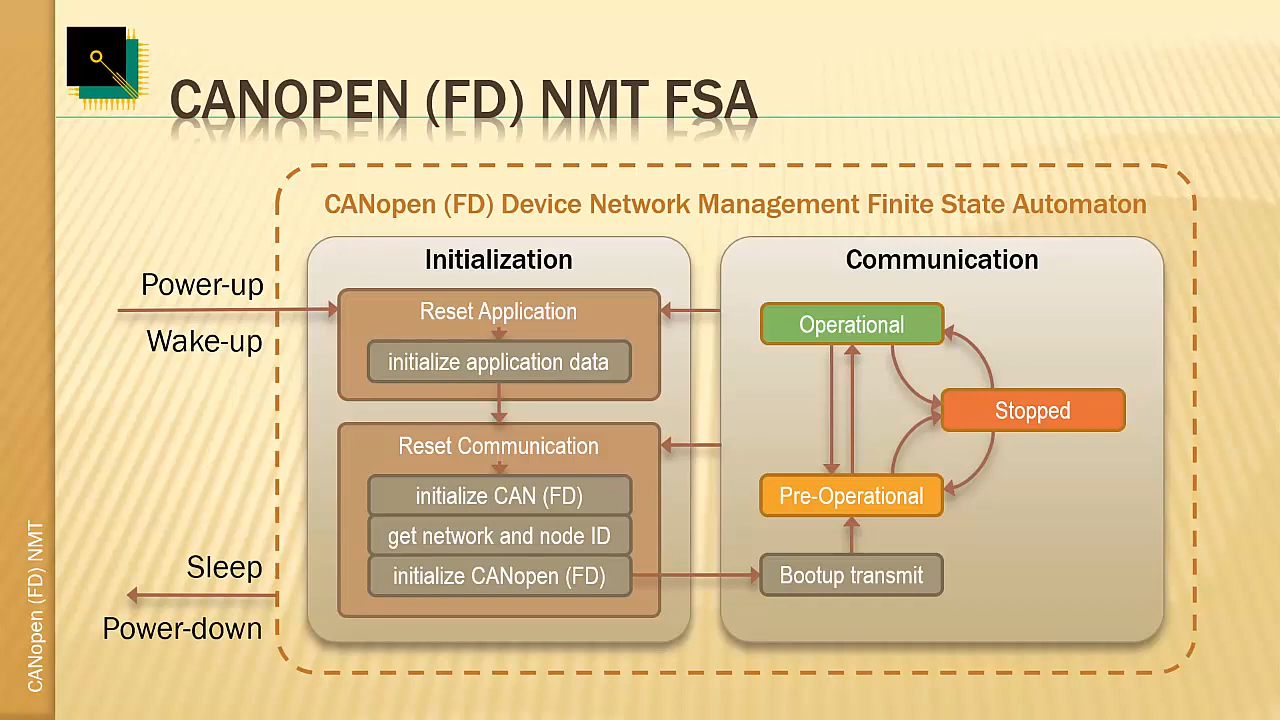 CANOPEN (FD) NMT FSA
CANopen (FD) Device Network Management Finite State Automaton
Power-up
Wake-up
Initialization
Reset Application
initialize application data
Reset Communication
initialize CAN (FD)
get network and node ID
initialize CANopen (FD)
Communication
Operational
Stopped
Pre-Operational
Bootup transmit
Sleep
Power-down
CANopen (FD) NMT